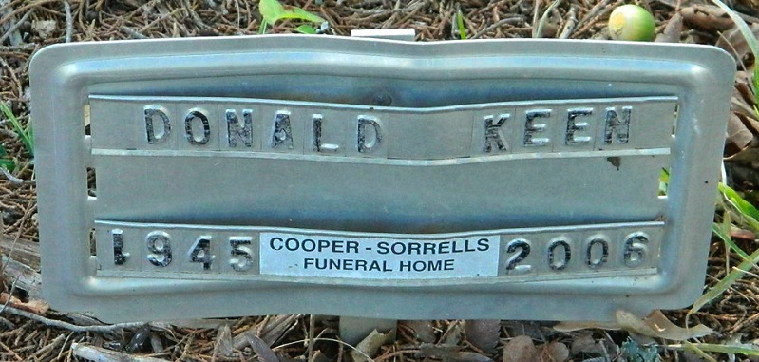 DONALD KEEN
1945 COOPER - SORRELLS 2006
FUNERAL HOME